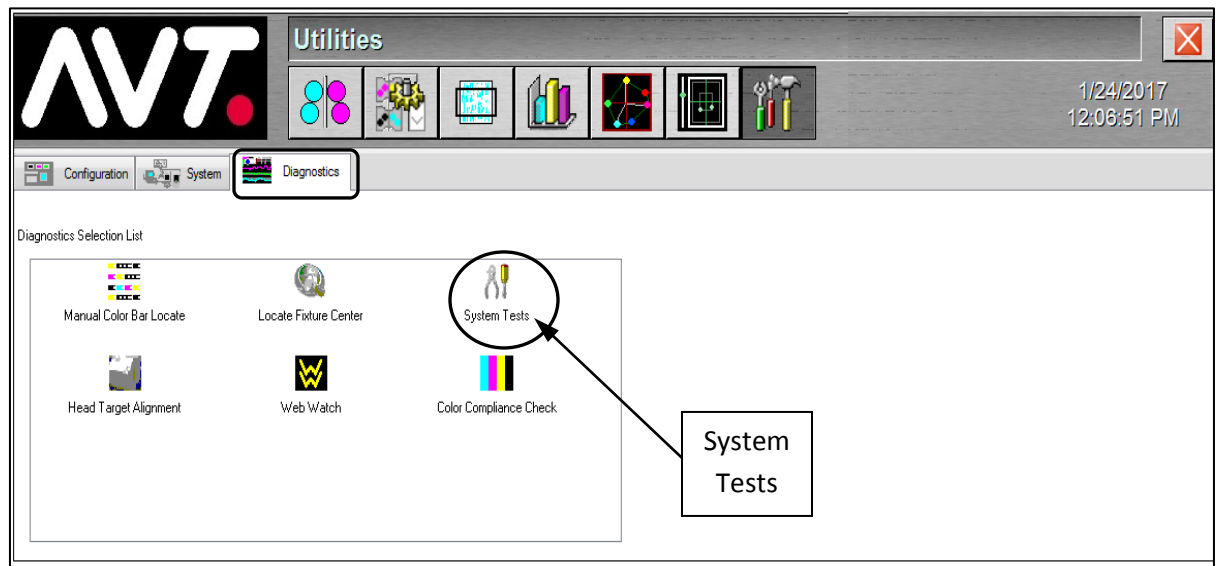 AVT.
Utilities
1/24/2017
12:06:51 PM
Configuration
System
Diagnostics
Diagnostics Selection List
Manual Color Bar Locate
Locate Fixture Center
System Tests
Head Target Alignment
Web Watch
Color Compliance Check
System
Tests